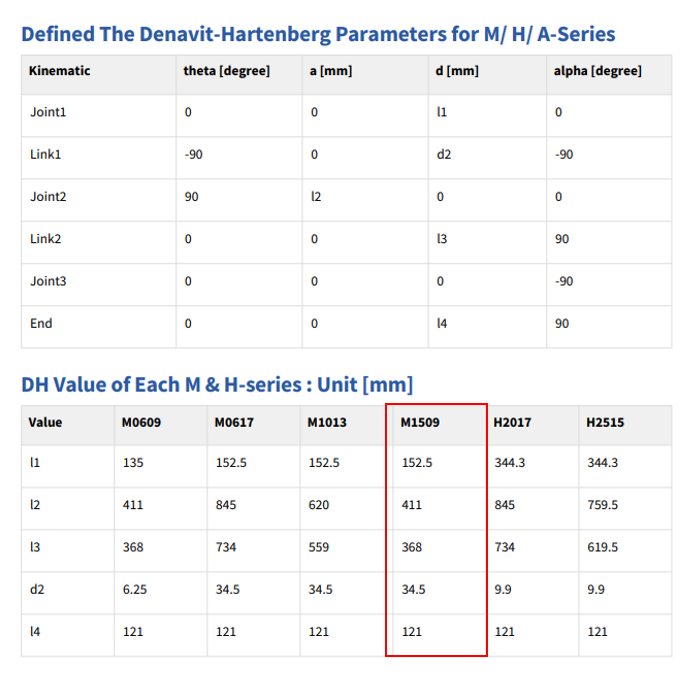 Defined The Denavit-Hartenberg Parameters for M/ H/ A-Series
Kinematic theta [degree] a [mm] d [mm] alpha [degree]
Joint1 0 0 l1 0
Link1 -90 0 d2 -90
Joint2 90 l2 0 0
Link2 0 0 l3 90
Joint3 0 0 0 -90
End 0 0 l4 90
DH Value of Each M & H-series : Unit [mm]
Value M0609 M0617 M1013 M1509 H2017 H2515
l1 135 152.5 152.5 152.5 344.3 344.3
l2 411 845 620 411 845 759.5
l3 368 734 559 368 734 619.5
d2 6.25 34.5 34.5 34.5 9.9 9.9
l4 121 121 121 121 121 121